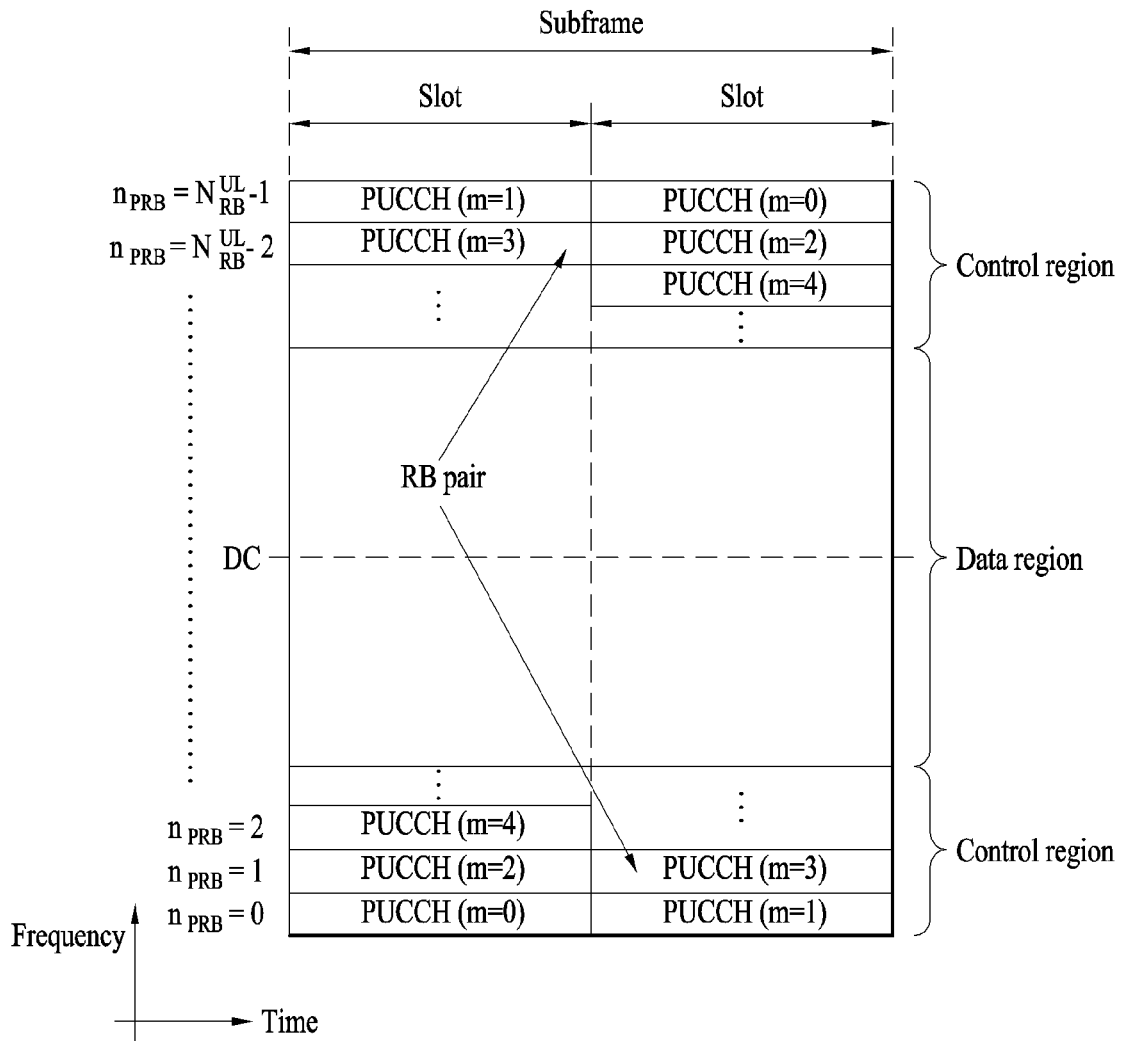 Subframe
Slot Slot
n PRB = N UL RB -1 PUCCH (m=1) PUCCH (m=0)
n PRB = N UL RB - 2 PUCCH (m=3) PUCCH (m=2)
PUCCH (m=4)
Control region
RB pair
DC
Data region
n PRB = 2 PUCCH (m=4)
Control region
n PRB = 1 PUCCH (m=2) PUCCH (m=3)
n PRB = 0 PUCCH (m=0) PUCCH (m=1)
Frequency
Time